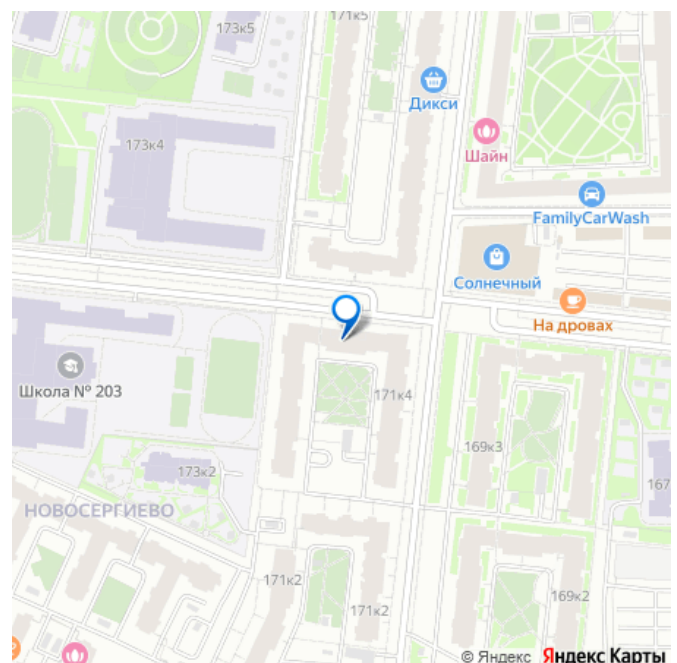 171к5
173к5
Дикси
173к4
Шайн
FamilyCarWash
Солнечный
На дровах
Школа № 203
171к4
169к3
173к2
167
НОВОСЕРГИЕВО
171к2
171к2
169к2
© Яндекс Яндекс Карты